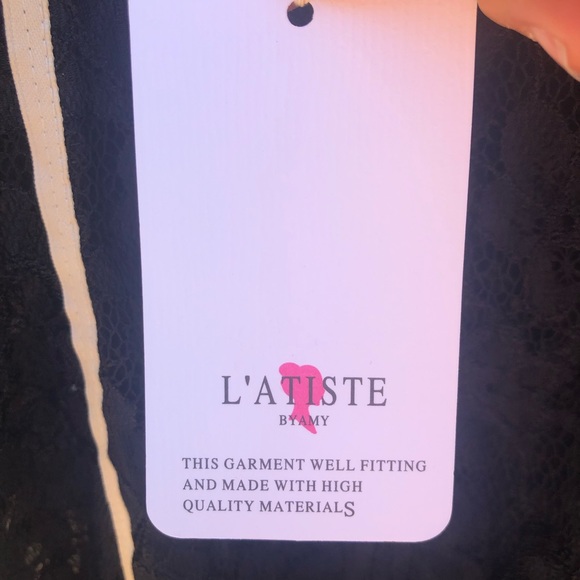 L'ATISTE
BYAMY
THIS GARMENT WELL FITTING
AND MADE WITH HIGH
QUALITY MATERIALS